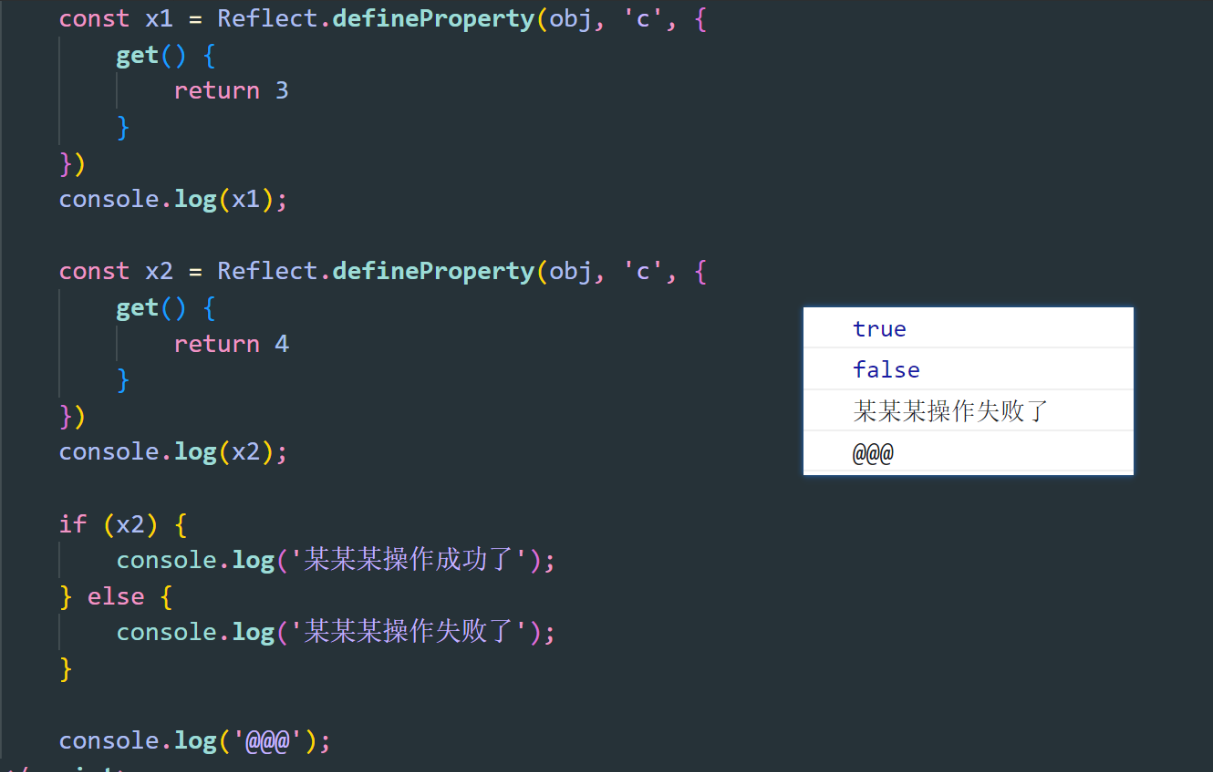 const x1 = Reflect.defineProperty(obj, 'c', {
    get() {
        return 3
    }
})
console.log(x1);

const x2 = Reflect.defineProperty(obj, 'c', {
    get() {
        return 4
    }
})
console.log(x2);

if (x2) {
    console.log('某某某操作成功了');
} else {
    console.log('某某某操作失败了');
}

console.log('@@@');
true
false
某某某操作失败了
@@@